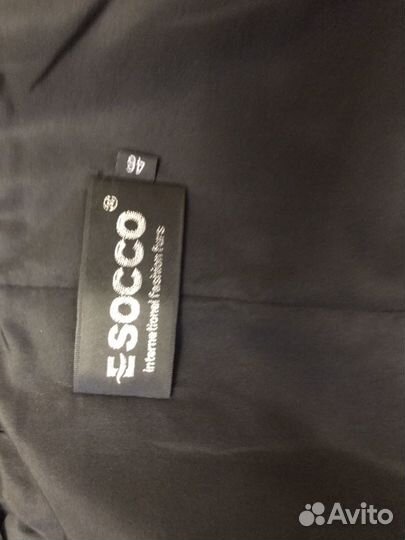 46
ESOCCO®
international fashion furs
Avito